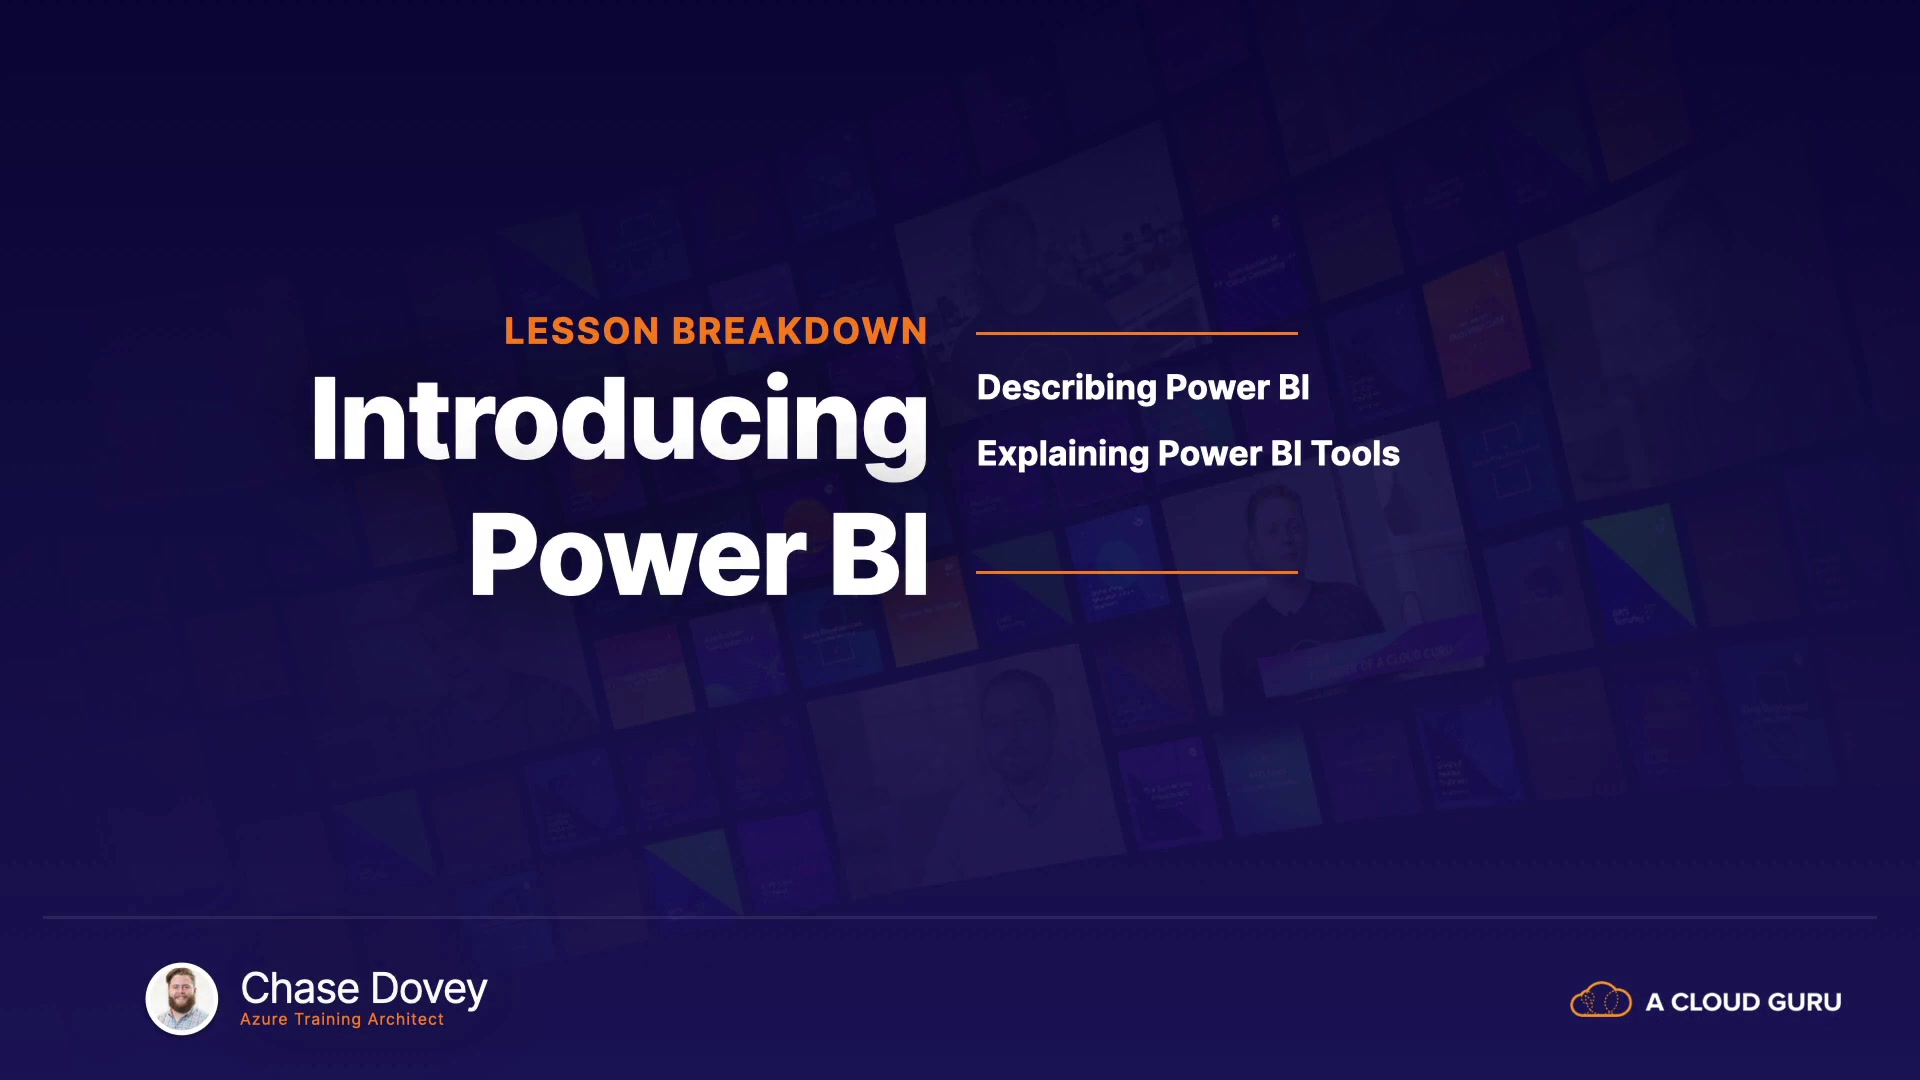 LESSON BREAKDOWN
Introducing
Power BI
Describing Power BI
Explaining Power BI Tools
Chase Dovey
Azure Training Architect
A CLOUD GURU